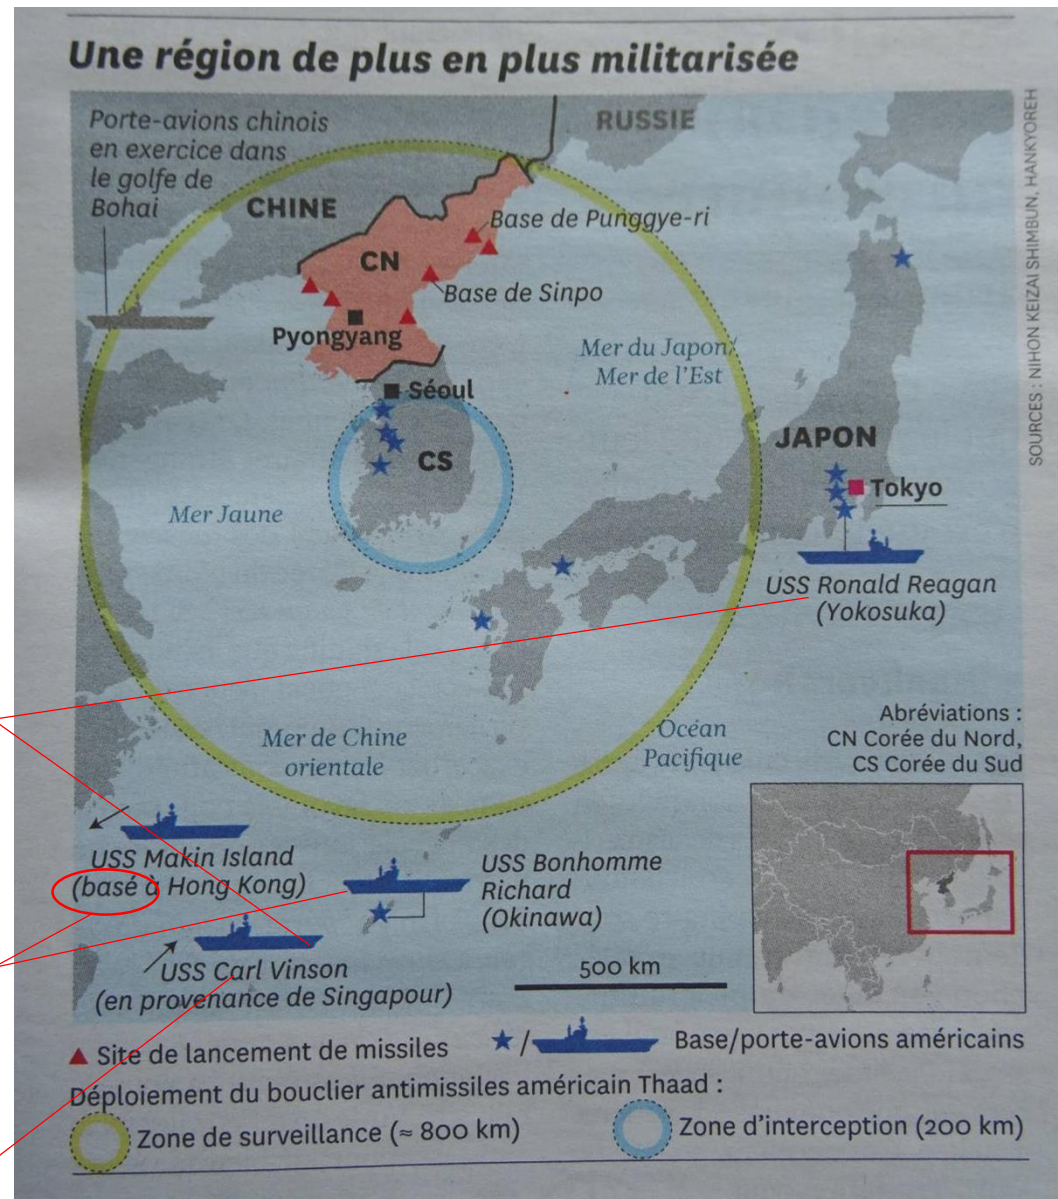 Une région de plus en plus militarisée
Porte-avions chinois
en exercice dans
le golfe de
Bohai
RUSSIE
CHINE
Base de Punggye-ri
CN
Base de Sinpo
Pyongyang
Mer du Japon/
Mer de l'Est
Séoul
JAPON
CS
Tokyo
Mer Jaune
USS Ronald Reagan
(Yokosuka)
SOURCES : NIHON KEIZAI SHIMBUN, HANKYOREH
Mer de Chine
orientale
Océan
Pacifique
Abréviations :
CN Corée du Nord,
CS Corée du Sud
USS Makin Island
(basé à Hong Kong)
USS Bonhomme
Richard
(Okinawa)
USS Carl Vinson
(en provenance de Singapour)
500 km
Site de lancement de missiles
/ Base/porte-avions américains
Déploiement du bouclier antimissiles américain Thaad :
Zone de surveillance (≈ 800 km)
Zone d'interception (200 km)